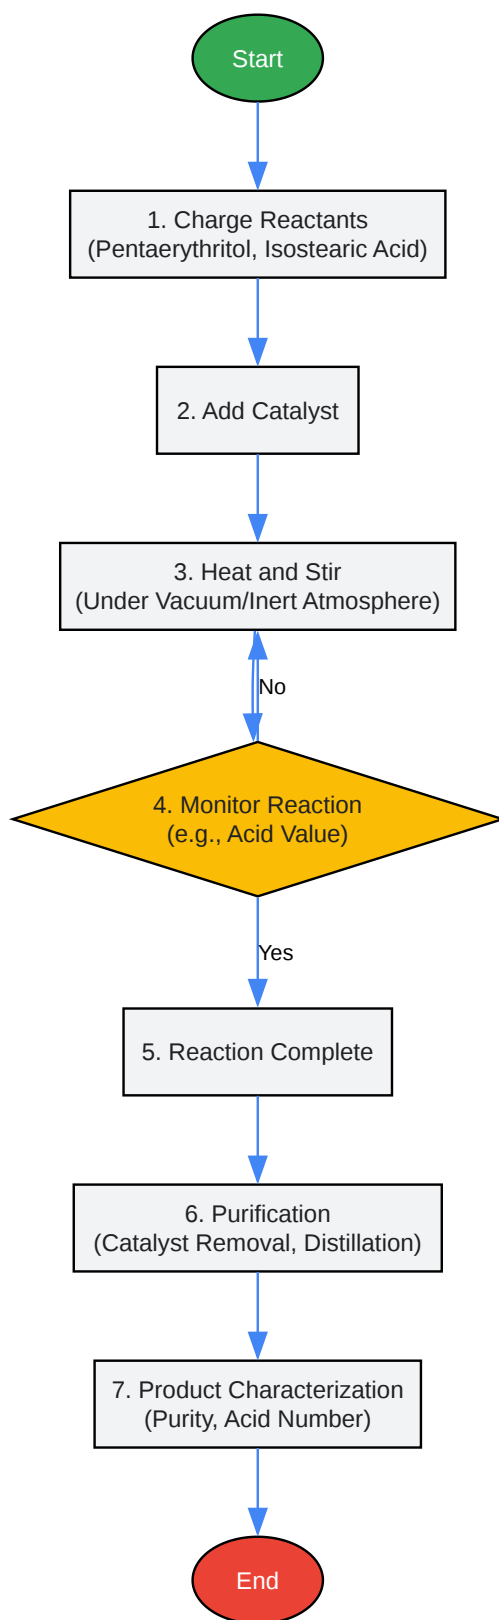 Start
1. Charge Reactants
(Pentaerythritol, Isostearic Acid)
2. Add Catalyst
3. Heat and Stir
(Under Vacuum/Inert Atmosphere)
No
4. Monitor Reaction
(e.g., Acid Value)
Yes
5. Reaction Complete
6. Purification
(Catalyst Removal, Distillation)
7. Product Characterization
(Purity, Acid Number)
End